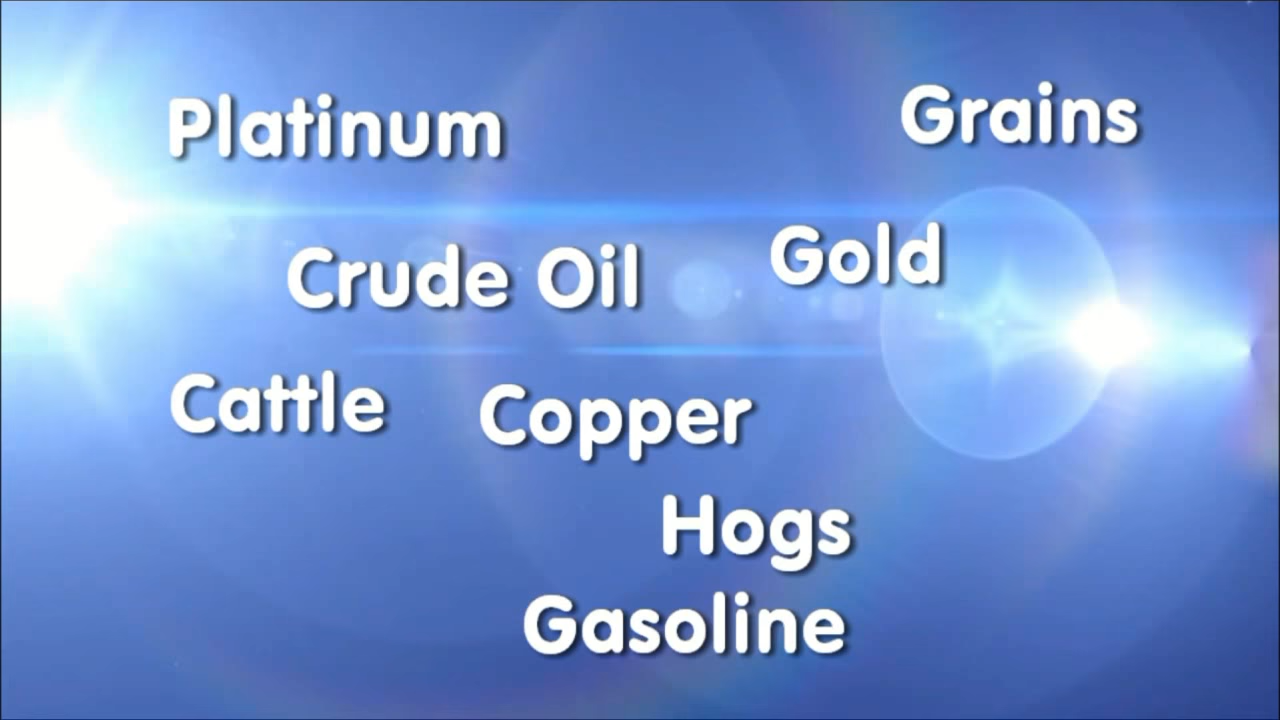 Platinum
Grains
Crude Oil
Gold
Cattle
Copper
Hogs
Gasoline